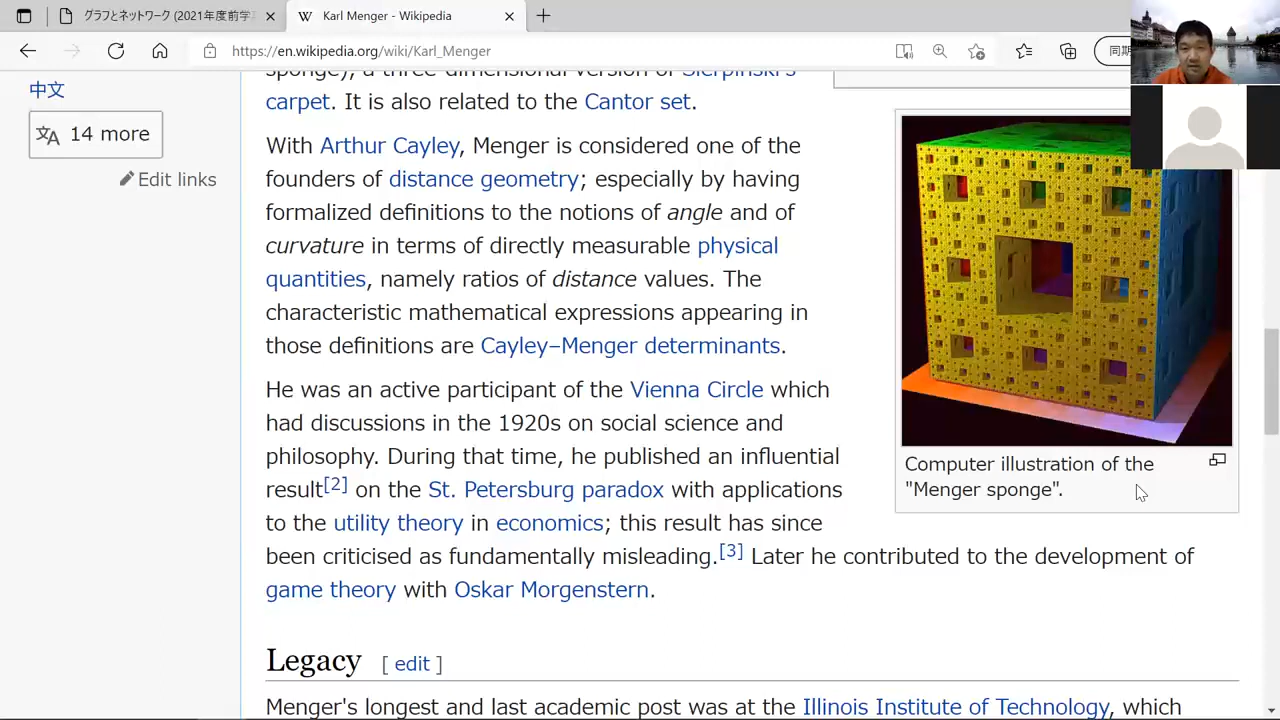 グラフとネットワーク (2021年度前学
Karl Menger - Wikipedia
https://en.wikipedia.org/wiki/Karl_Menger
同期
中文
14 more
Edit links
sponge), a three-dimensional version of Sierpinski's
carpet. It is also related to the Cantor set.
With Arthur Cayley, Menger is considered one of the
founders of distance geometry; especially by having
formalized definitions to the notions of angle and of
curvature in terms of directly measurable physical
quantities, namely ratios of distance values. The
characteristic mathematical expressions appearing in
those definitions are Cayley–Menger determinants.
He was an active participant of the Vienna Circle which
had discussions in the 1920s on social science and
philosophy. During that time, he published an influential
result[2] on the St. Petersburg paradox with applications
to the utility theory in economics; this result has since
been criticised as fundamentally misleading.[3] Later he contributed to the development of
game theory with Oskar Morgenstern.
Computer illustration of the
"Menger sponge".
Legacy [ edit ]
Menger's longest and last academic post was at the Illinois Institute of Technology, which